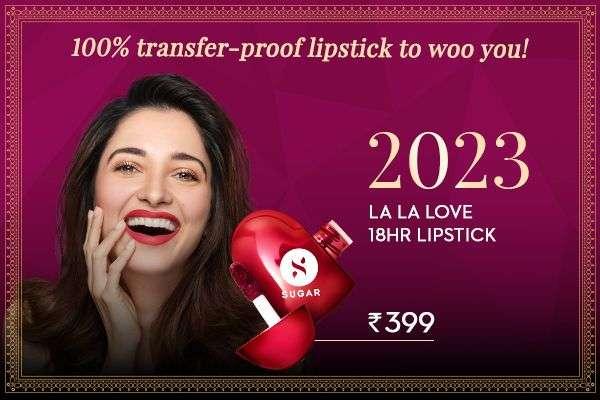 100% transfer-proof lipstick to woo you!
2023
LA LA LOVE
18HR LIPSTICK
S
SUGAR
₹399